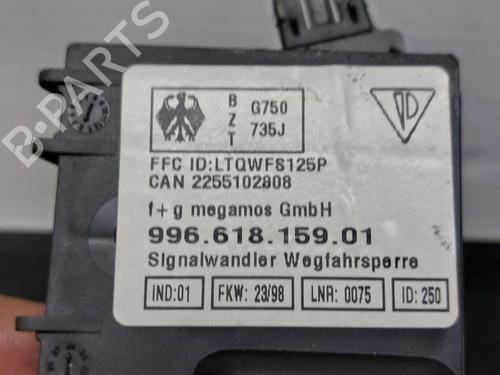 B G750
Z
T 735J
FFC ID:LTQWFS125P
CAN 2255102808
f+g megamos GmbH
996.618.159.01
Signalwandler Wegfahrsperre
IND:01 FKW: 23/98 LNR: 0075 ID: 250
B-PARTS